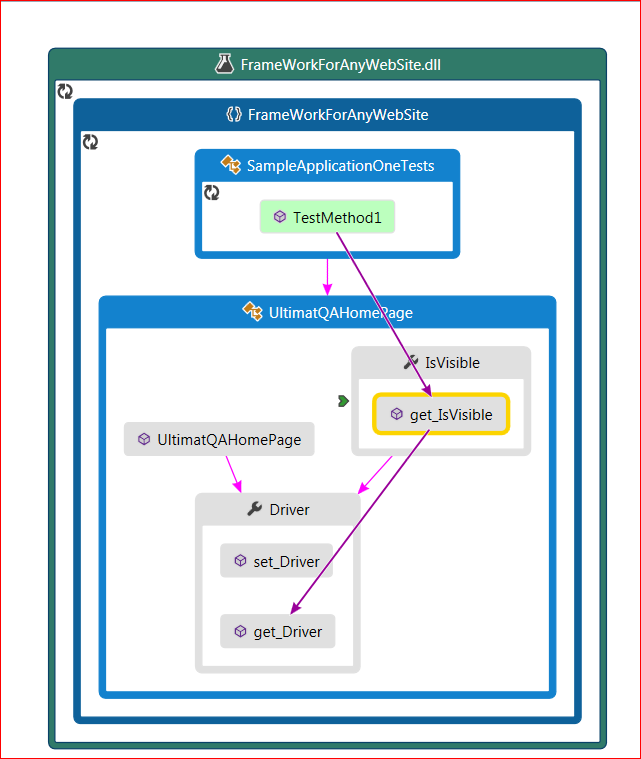 FrameWorkForAnyWebSite.dll
FrameWorkForAnyWebSite
SampleApplicationOneTests
TestMethod1
UltimatQAHomePage
IsVisible
get_IsVisible
UltimatQAHomePage
Driver
set_Driver
get_Driver